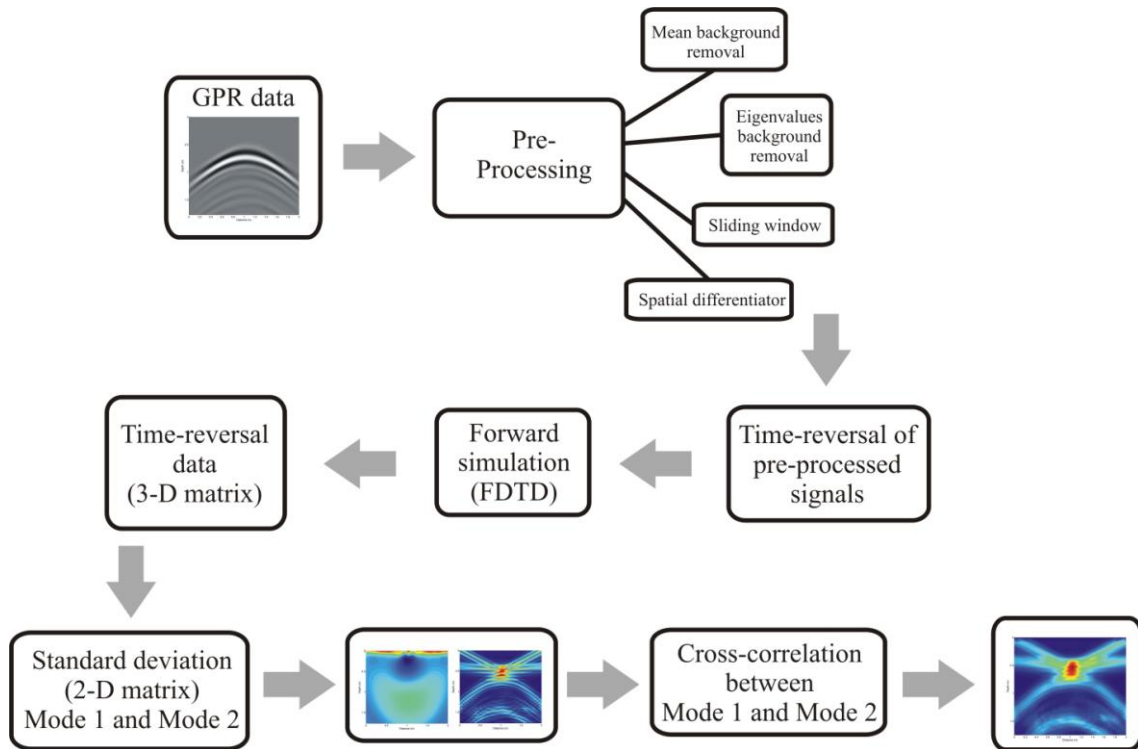 Mean background
removal
GPR data
Pre-
Processing
Eigenvalues
background
removal
Sliding window
Spatial differentiator
Time-reversal
data
(3-D matrix)
Forward
simulation
(FDTD)
Time-reversal of
pre-processed
signals
Standard deviation
(2-D matrix)
Mode 1 and Mode 2
Cross-correlation
between
Mode 1 and Mode 2